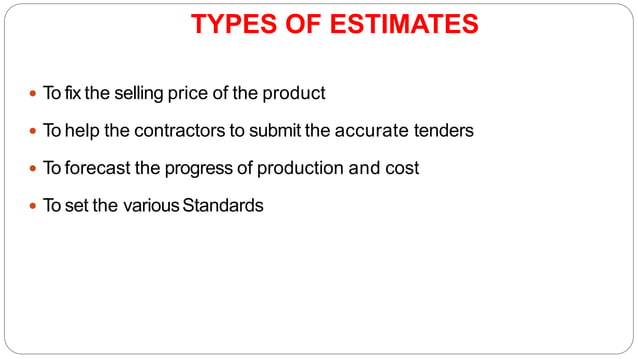 TYPES OF ESTIMATES
• To fix the selling price of the product
• To help the contractors to submit the accurate tenders
• To forecast the progress of production and cost
• To set the various Standards